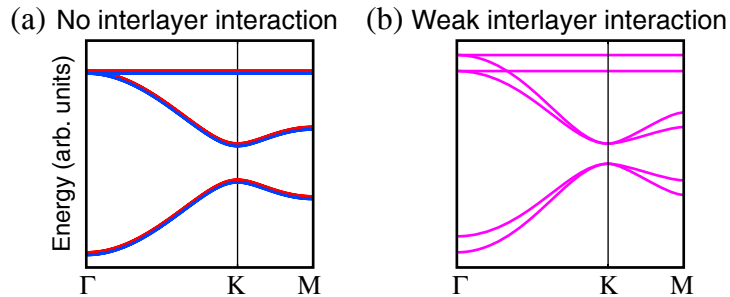 (a) No interlayer interaction
(b) Weak interlayer interaction
Energy (arb. units)
Γ K M
Γ K M